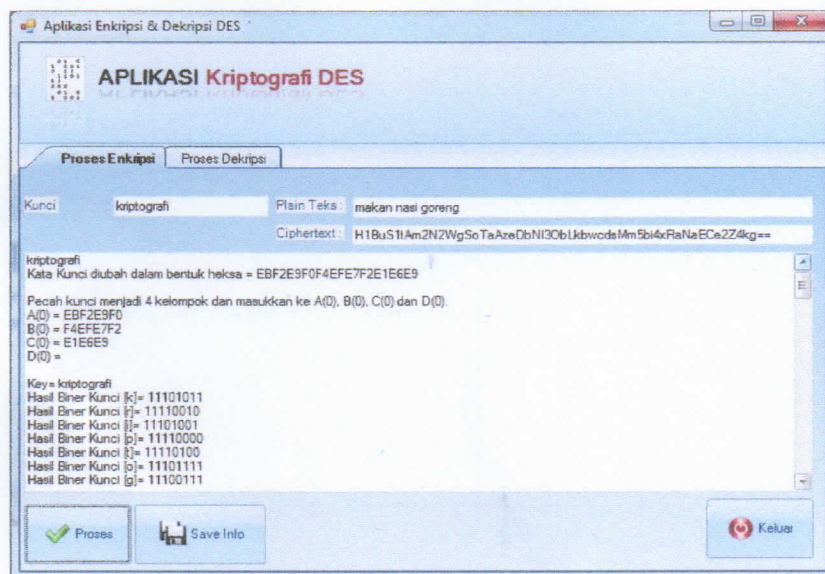 Aplikasi Enkripsi & Dekripsi DES
APLIKASI Kriptografi DES
Proses Enkripsi Proses Dekripsi
Kunci kriptografi Plain Teks : makan nasi goreng
Ciphertext :
kriptografi
Kata Kunci diubah dalam bentuk heksa = EBF2E9F0F4EFE7F2E1E6E9
Pecah kunci menjadi 4 kelompok dan masukkan ke A(0), B(0), C(0) dan D(0).
A(0) = EBF2E9F0
B(0) = F4EFE7F2
C(0) = E1E6E9
D(0) =
Key= kriptografi
Hasil Biner Kunci [k]= 11101011
Hasil Biner Kunci [r]= 11110010
Hasil Biner Kunci [i]= 11101001
Hasil Biner Kunci [p]= 11110000
Hasil Biner Kunci [t]= 11110100
Hasil Biner Kunci [o]= 11101111
Hasil Biner Kunci [g]= 11100111
Proses Save Info Keluar